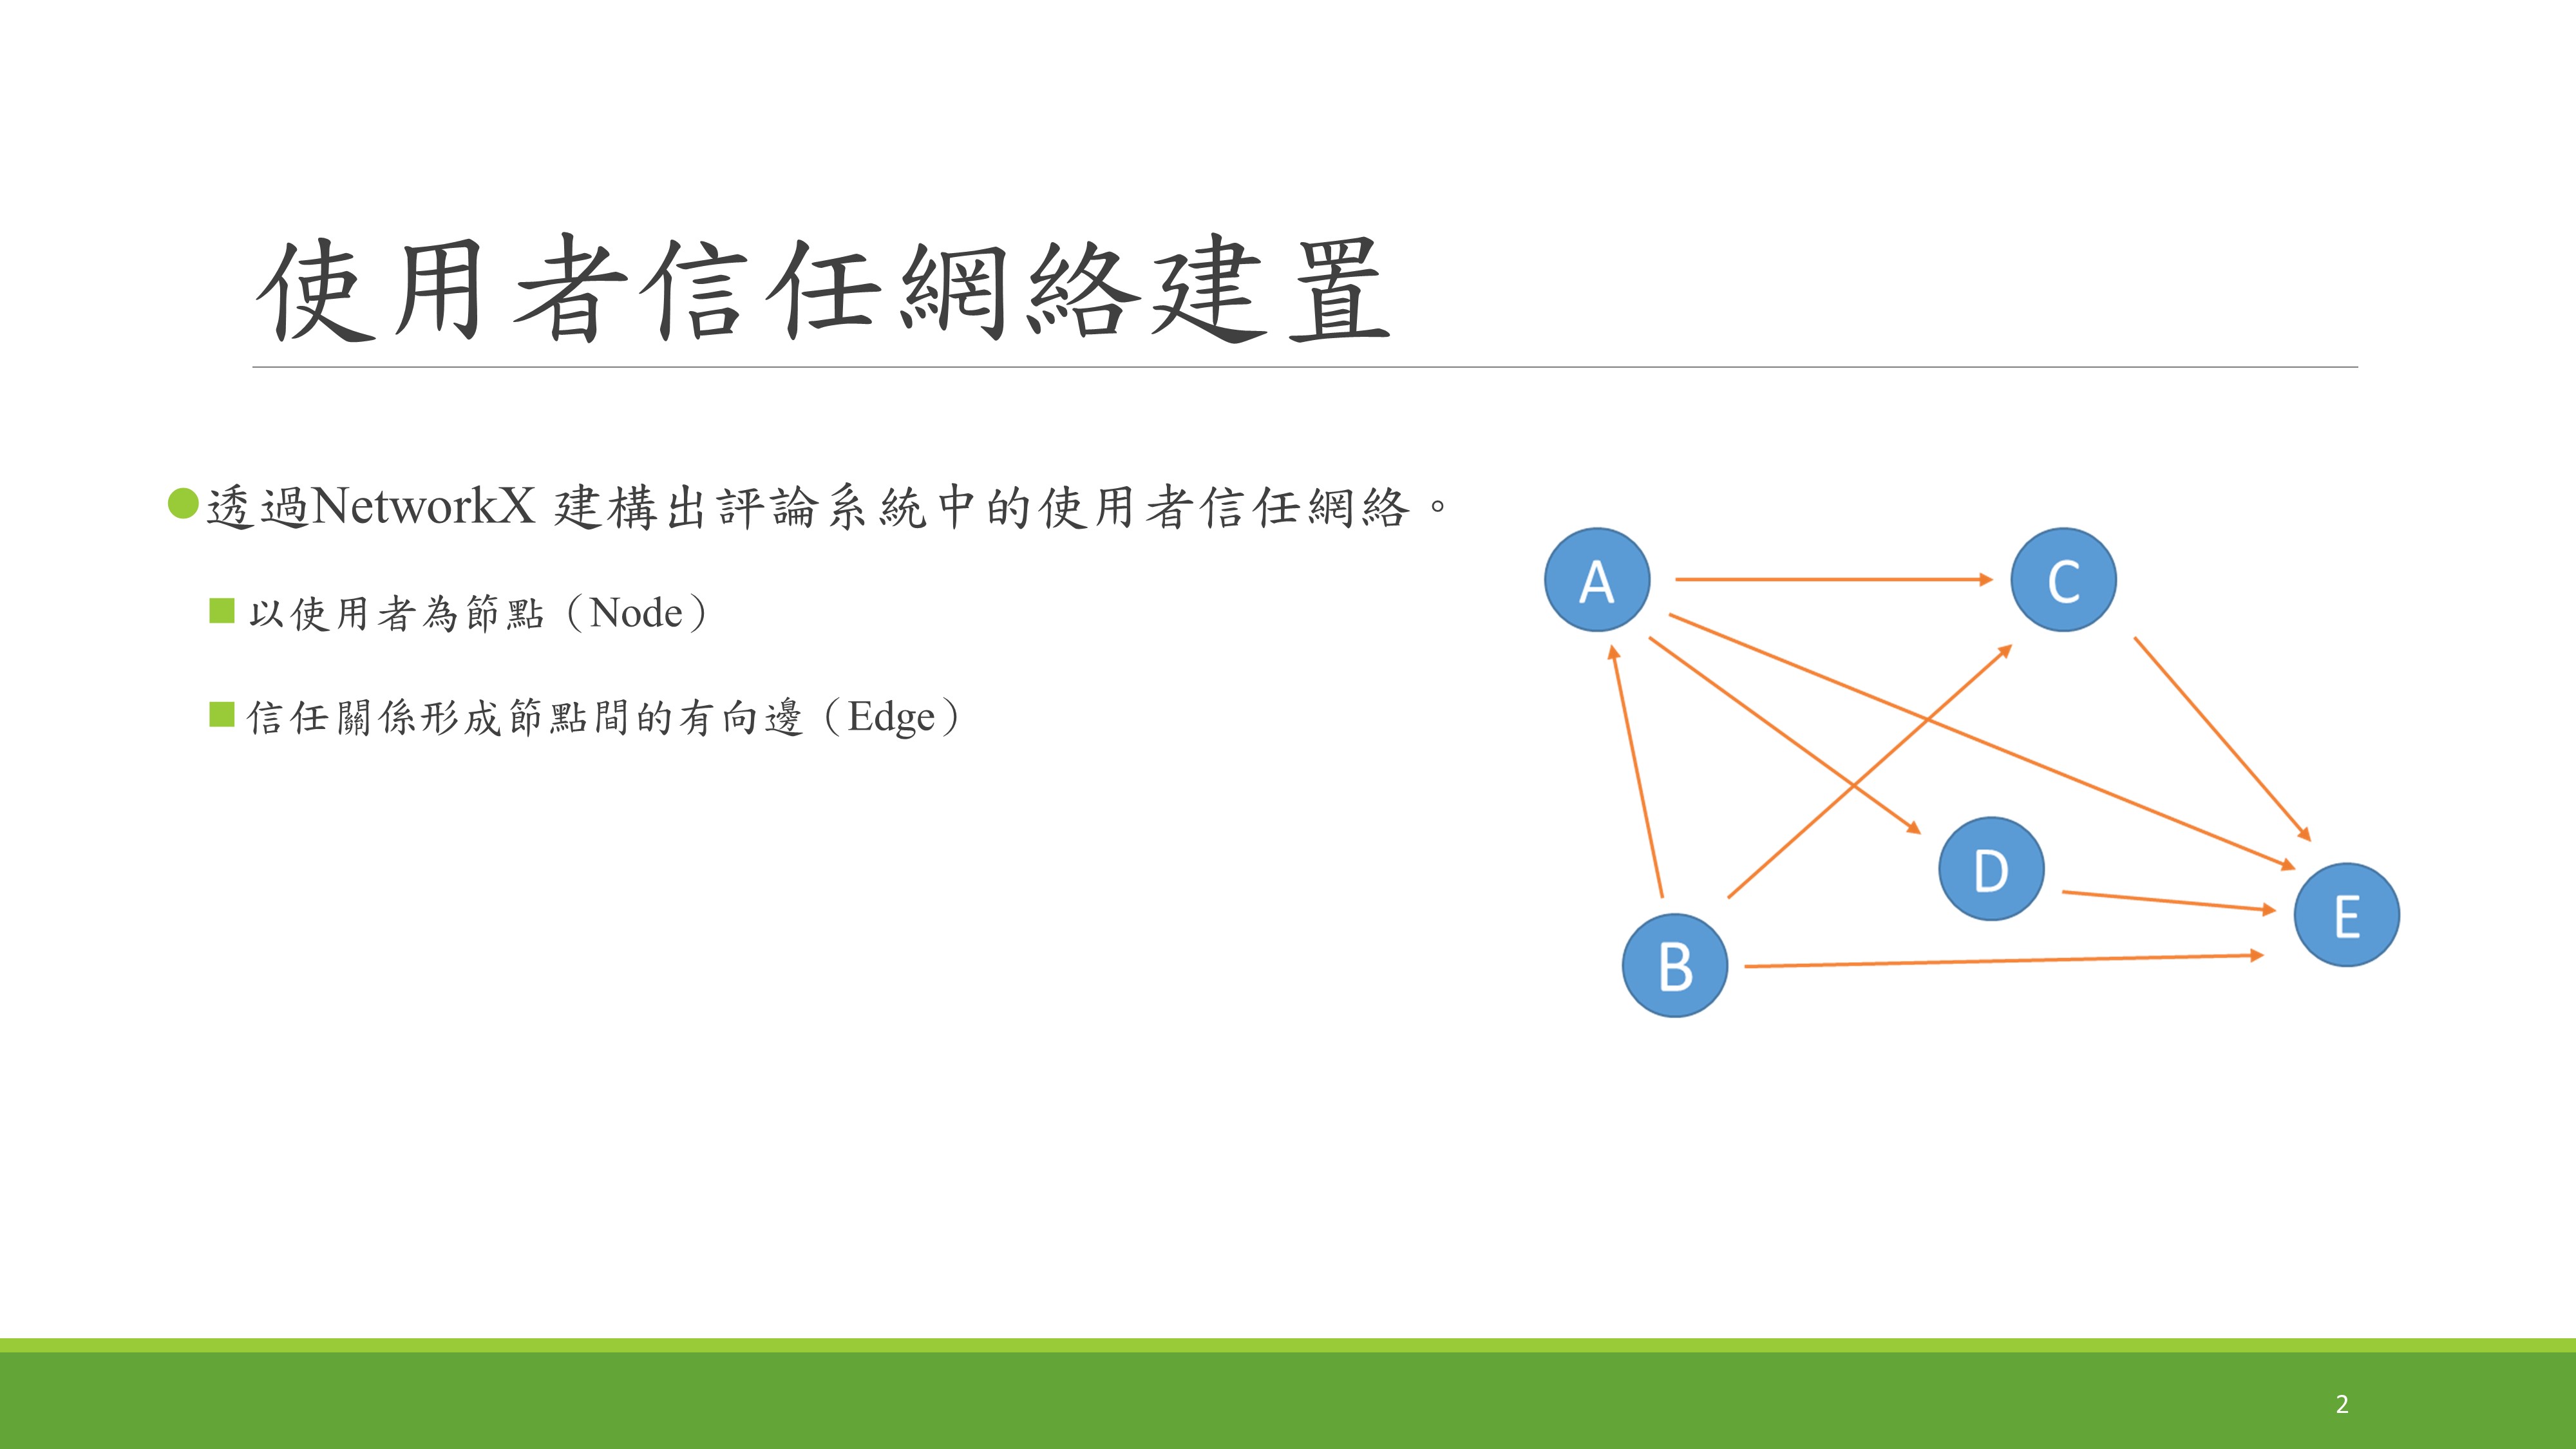 使用者信任網絡建置
透過NetworkX 建構出評論系統中的使用者信任網絡。
以使用者為節點（Node）
信任關係形成節點間的有向邊（Edge）
A
C
D
E
B
2